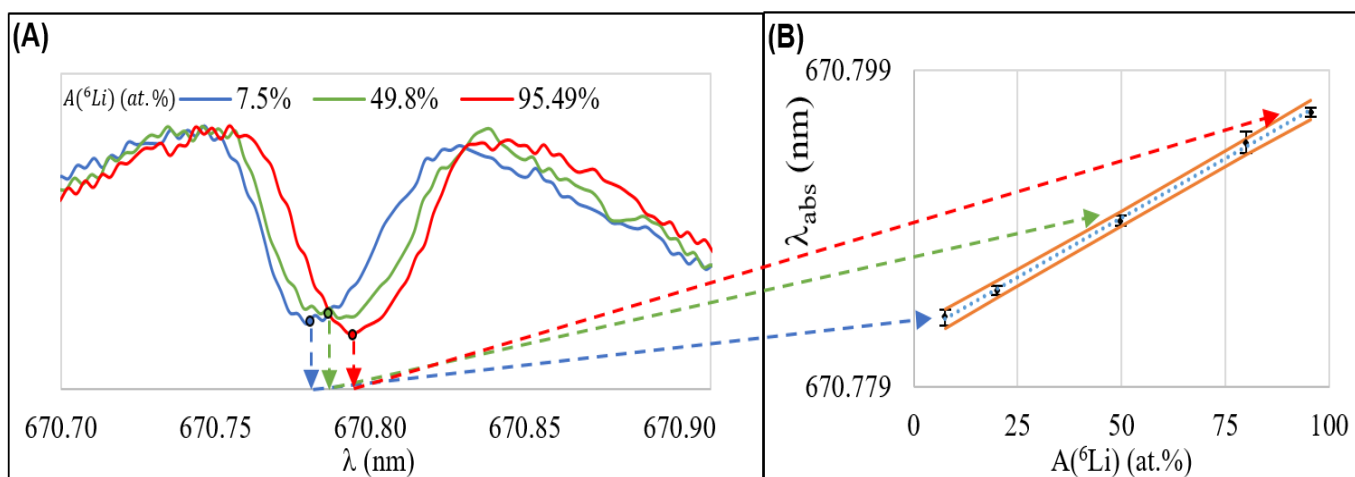 (A)
A(⁶Li) (at.%) 7.5% 49.8% 95.49%
670.70 670.75 670.80 670.85 670.90
λ (nm)
(B)
670.799
λabs (nm)
670.779
0 25 50 75 100
A(⁶Li) (at.%)